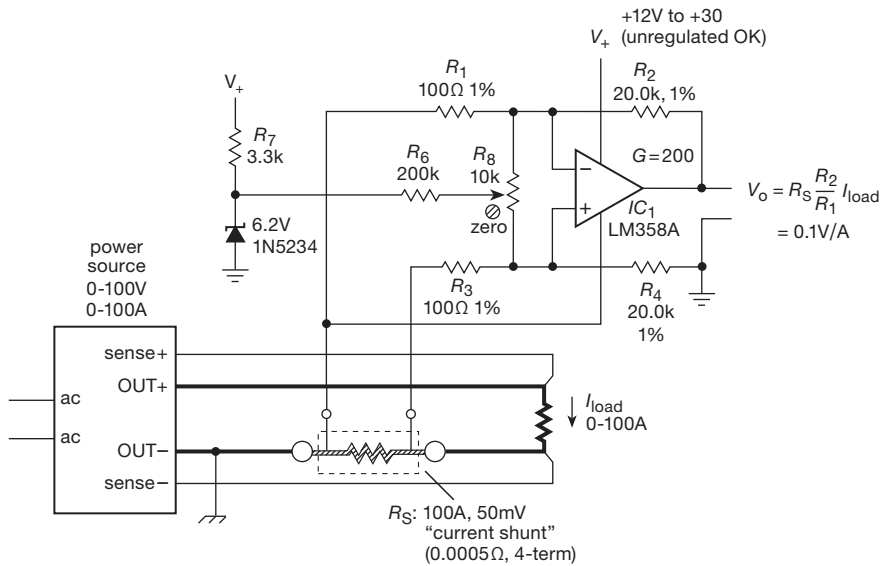 +12V to +30
V+ (unregulated OK)
R1
100Ω 1%
R2
20.0k, 1%
V+
R7
3.3k
R6
200k
R8
10k
zero
G=200
−
+
IC1
LM358A
Vo = RS R2/R1 Iload
= 0.1V/A
6.2V
1N5234
R3
100Ω 1%
R4
20.0k
1%
power
source
0-100V
0-100A
sense+
OUT+
ac
ac
OUT−
sense−
Iload
0-100A
RS: 100A, 50mV
“current shunt”
(0.0005Ω, 4-term)